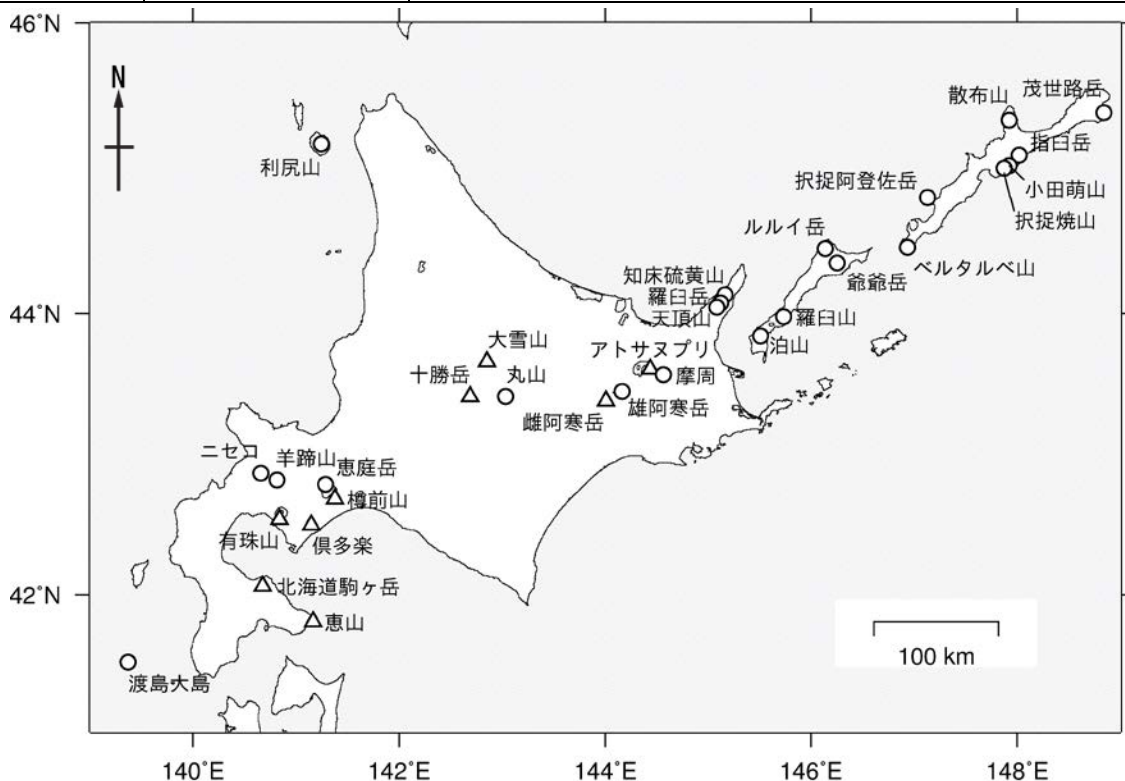 46˚N
N
散布山
茂世路岳
利尻山
指臼岳
択捉阿登佐岳
小田萌山
択捉焼山
ルルイ岳
ベルタルベ山
爺爺岳
知床硫黄山
羅臼岳
天頂山
44˚N
羅臼山
泊山
大雪山
アトサヌプリ
十勝岳
丸山
摩周
雌阿寒岳
雄阿寒岳
ニセコ
羊蹄山
恵庭岳
樽前山
有珠山
倶多楽
42˚N
北海道駒ヶ岳
恵山
100 km
渡島大島
140˚E
142˚E
144˚E
146˚E
148˚E